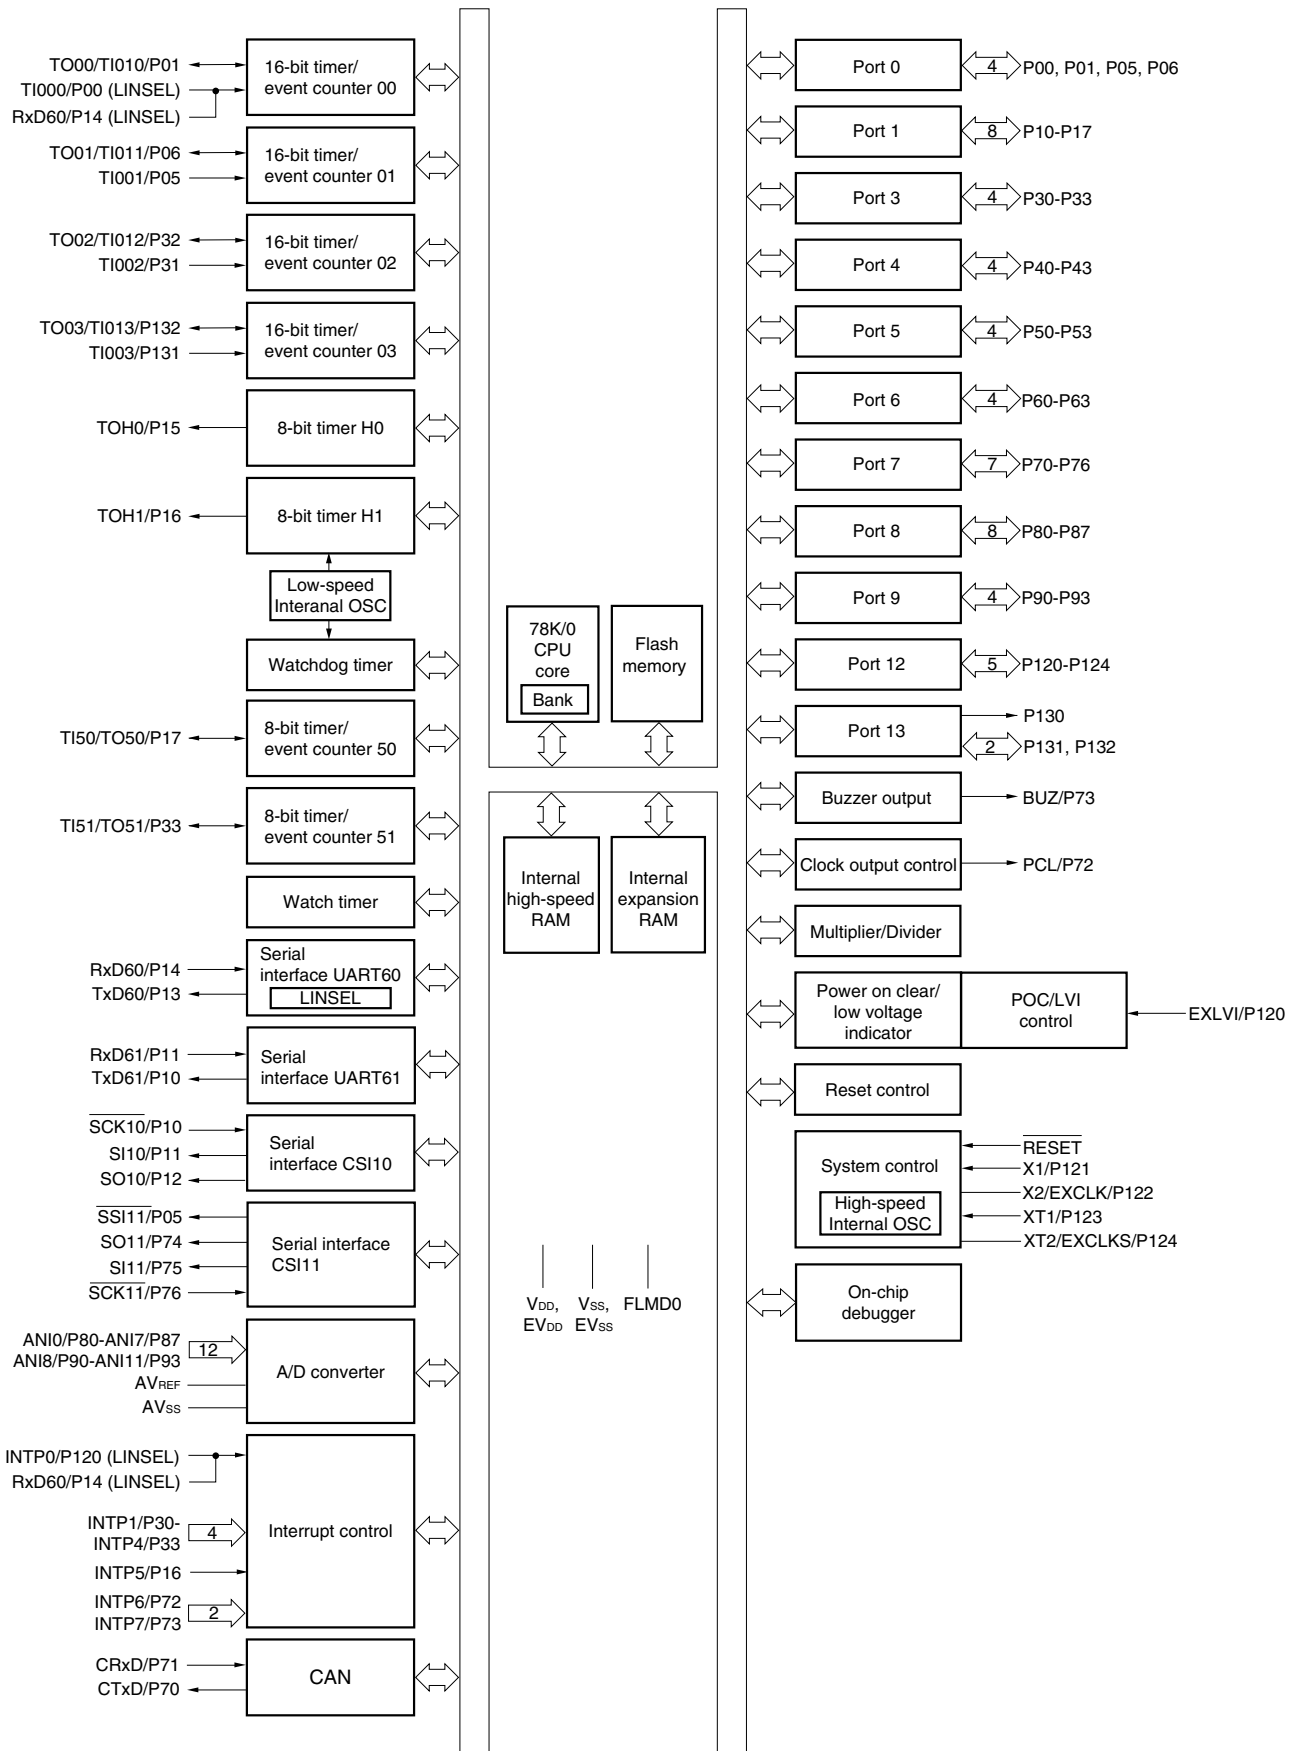 TO00/TI010/P01
TI000/P00 (LINSEL)
RxD60/P14 (LINSEL)
16-bit timer/
event counter 00
TO01/TI011/P06
TI001/P05
16-bit timer/
event counter 01
TO02/TI012/P32
TI002/P31
16-bit timer/
event counter 02
TO03/TI013/P132
TI003/P131
16-bit timer/
event counter 03
TOH0/P15
8-bit timer H0
TOH1/P16
8-bit timer H1
Low-speed
Interanal OSC
Watchdog timer
TI50/TO50/P17
8-bit timer/
event counter 50
TI51/TO51/P33
8-bit timer/
event counter 51
Watch timer
RxD60/P14
TxD60/P13
Serial
interface UART60
LINSEL
RxD61/P11
TxD61/P10
Serial
interface UART61
SCK10/P10
SI10/P11
SO10/P12
Serial
interface CSI10
SSI11/P05
SO11/P74
SI11/P75
SCK11/P76
Serial interface
CSI11
ANI0/P80-ANI7/P87
ANI8/P90-ANI11/P93
12
AVREF
AVSS
A/D converter
INTP0/P120 (LINSEL)
RxD60/P14 (LINSEL)
INTP1/P30-
INTP4/P33
4
INTP5/P16
INTP6/P72
INTP7/P73
2
Interrupt control
CRxD/P71
CTxD/P70
CAN
78K/0
CPU
core
Bank
Flash
memory
Internal
high-speed
RAM
Internal
expansion
RAM
VDD,
EVDD
VSS,
EVSS
FLMD0
Port 0
4
P00, P01, P05, P06
Port 1
8
P10-P17
Port 3
4
P30-P33
Port 4
4
P40-P43
Port 5
4
P50-P53
Port 6
4
P60-P63
Port 7
7
P70-P76
Port 8
8
P80-P87
Port 9
4
P90-P93
Port 12
5
P120-P124
Port 13
P130
2
P131, P132
Buzzer output
BUZ/P73
Clock output control
PCL/P72
Multiplier/Divider
Power on clear/
low voltage
indicator
POC/LVI
control
EXLVI/P120
Reset control
System control
High-speed
Internal OSC
RESET
X1/P121
X2/EXCLK/P122
XT1/P123
XT2/EXCLKS/P124
On-chip
debugger